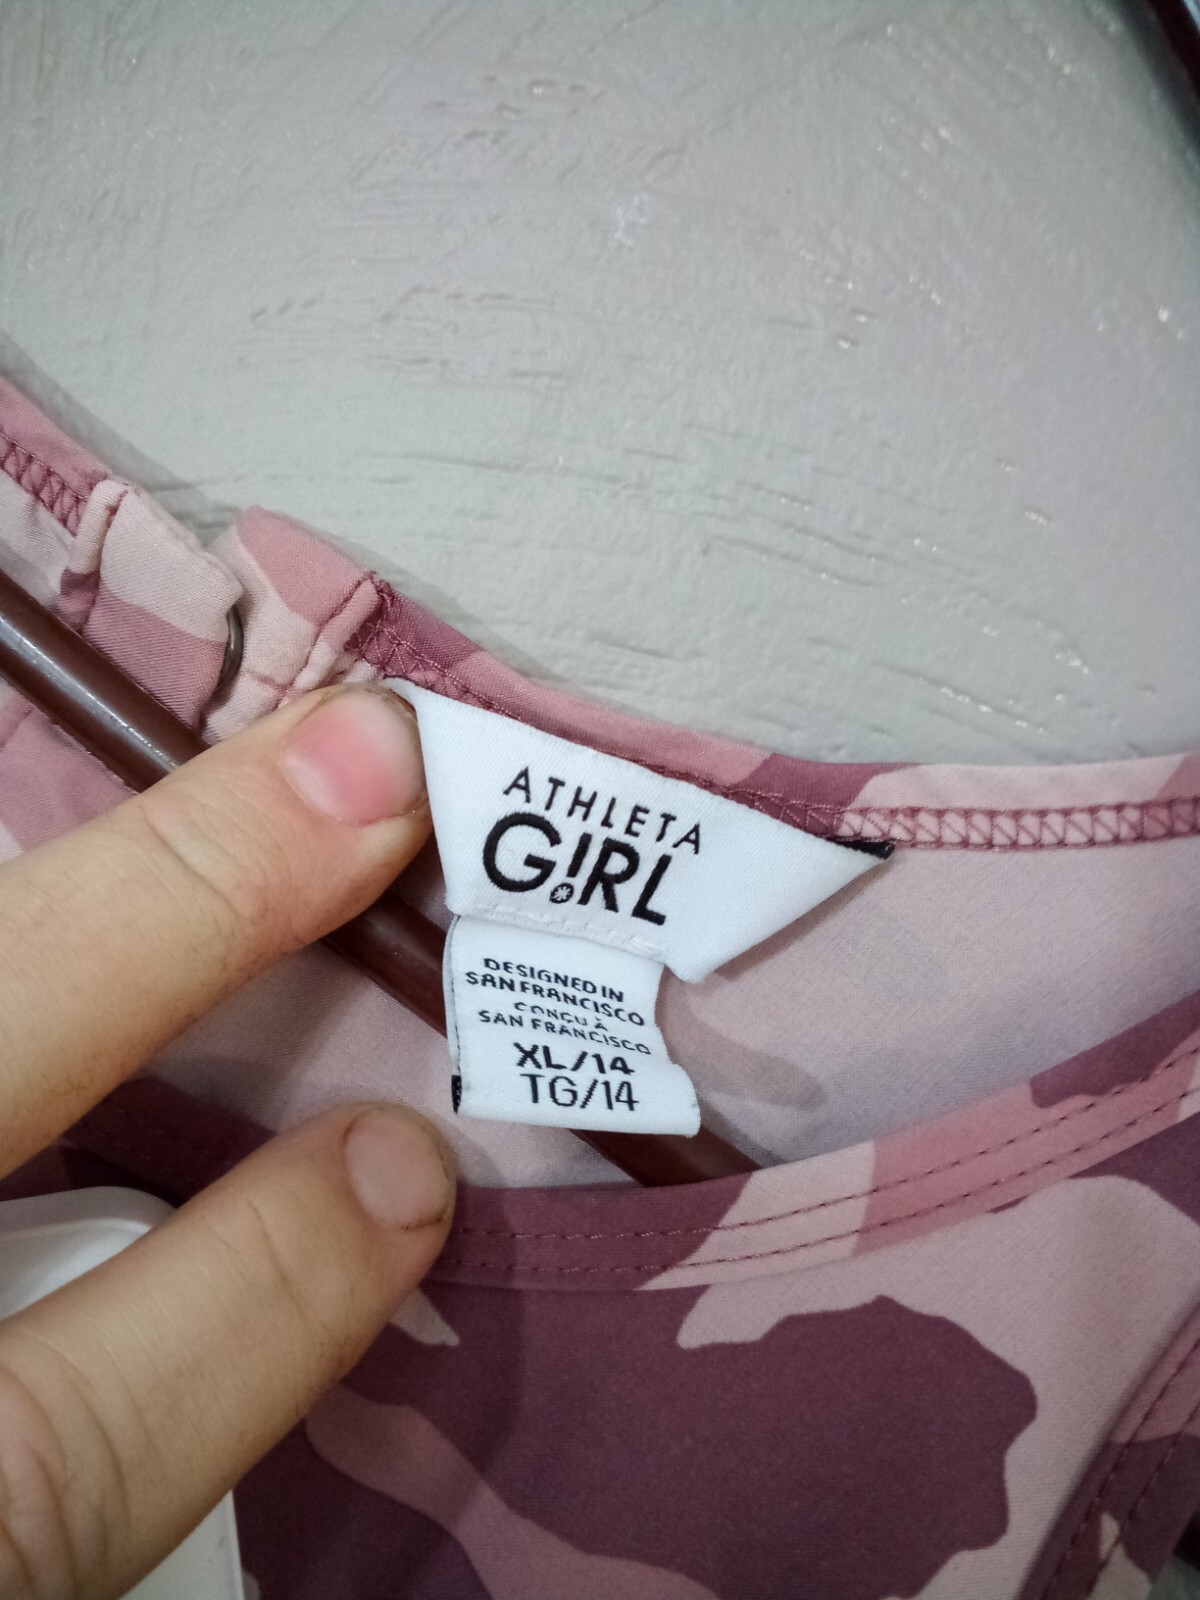 ATHLETA
G!RL
DESIGNED IN
SAN FRANCISCO
CONÇU À
SAN FRANCISCO
XL/14
TG/14